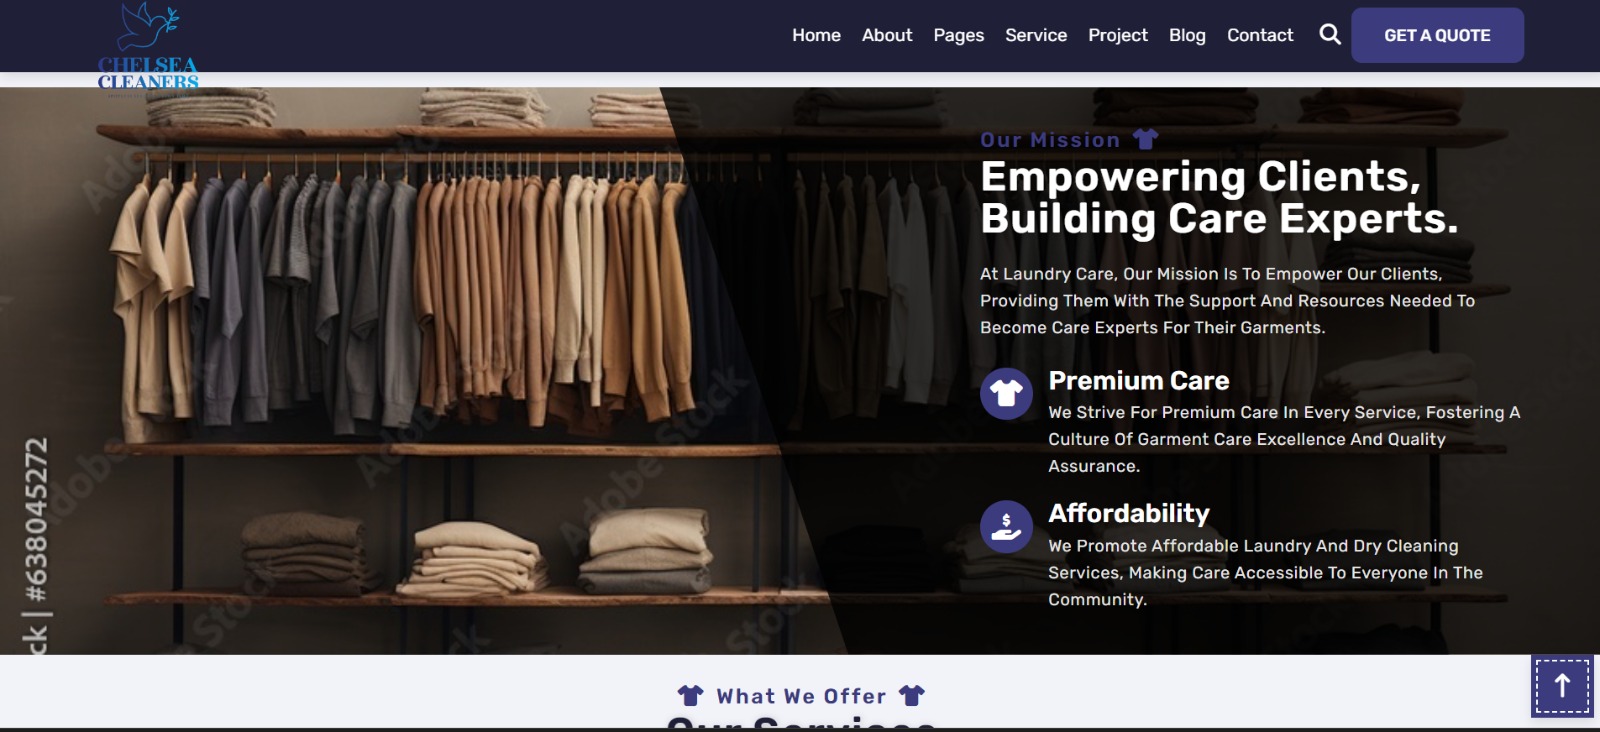 CHELSEA
CLEANERS
Home About Pages Service Project Blog Contact GET A QUOTE
Our Mission
Empowering Clients,
Building Care Experts.
At Laundry Care, Our Mission Is To Empower Our Clients,
Providing Them With The Support And Resources Needed To
Become Care Experts For Their Garments.
Premium Care
We Strive For Premium Care In Every Service, Fostering A
Culture Of Garment Care Excellence And Quality
Assurance.
Affordability
We Promote Affordable Laundry And Dry Cleaning
Services, Making Care Accessible To Everyone In The
Community.
ck | #638045272
Adobe Stock
What We Offer
Our Services